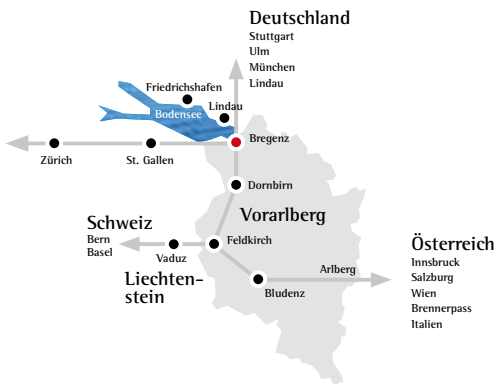 Deutschland
Stuttgart
Ulm
München
Lindau
Friedrichshafen
Lindau
Bodensee
Bregenz
Zürich
St. Gallen
Dornbirn
Vorarlberg
Schweiz
Bern
Basel
Vaduz
Feldkirch
Liechten-
stein
Bludenz
Arlberg
Österreich
Innsbruck
Salzburg
Wien
Brennerpass
Italien